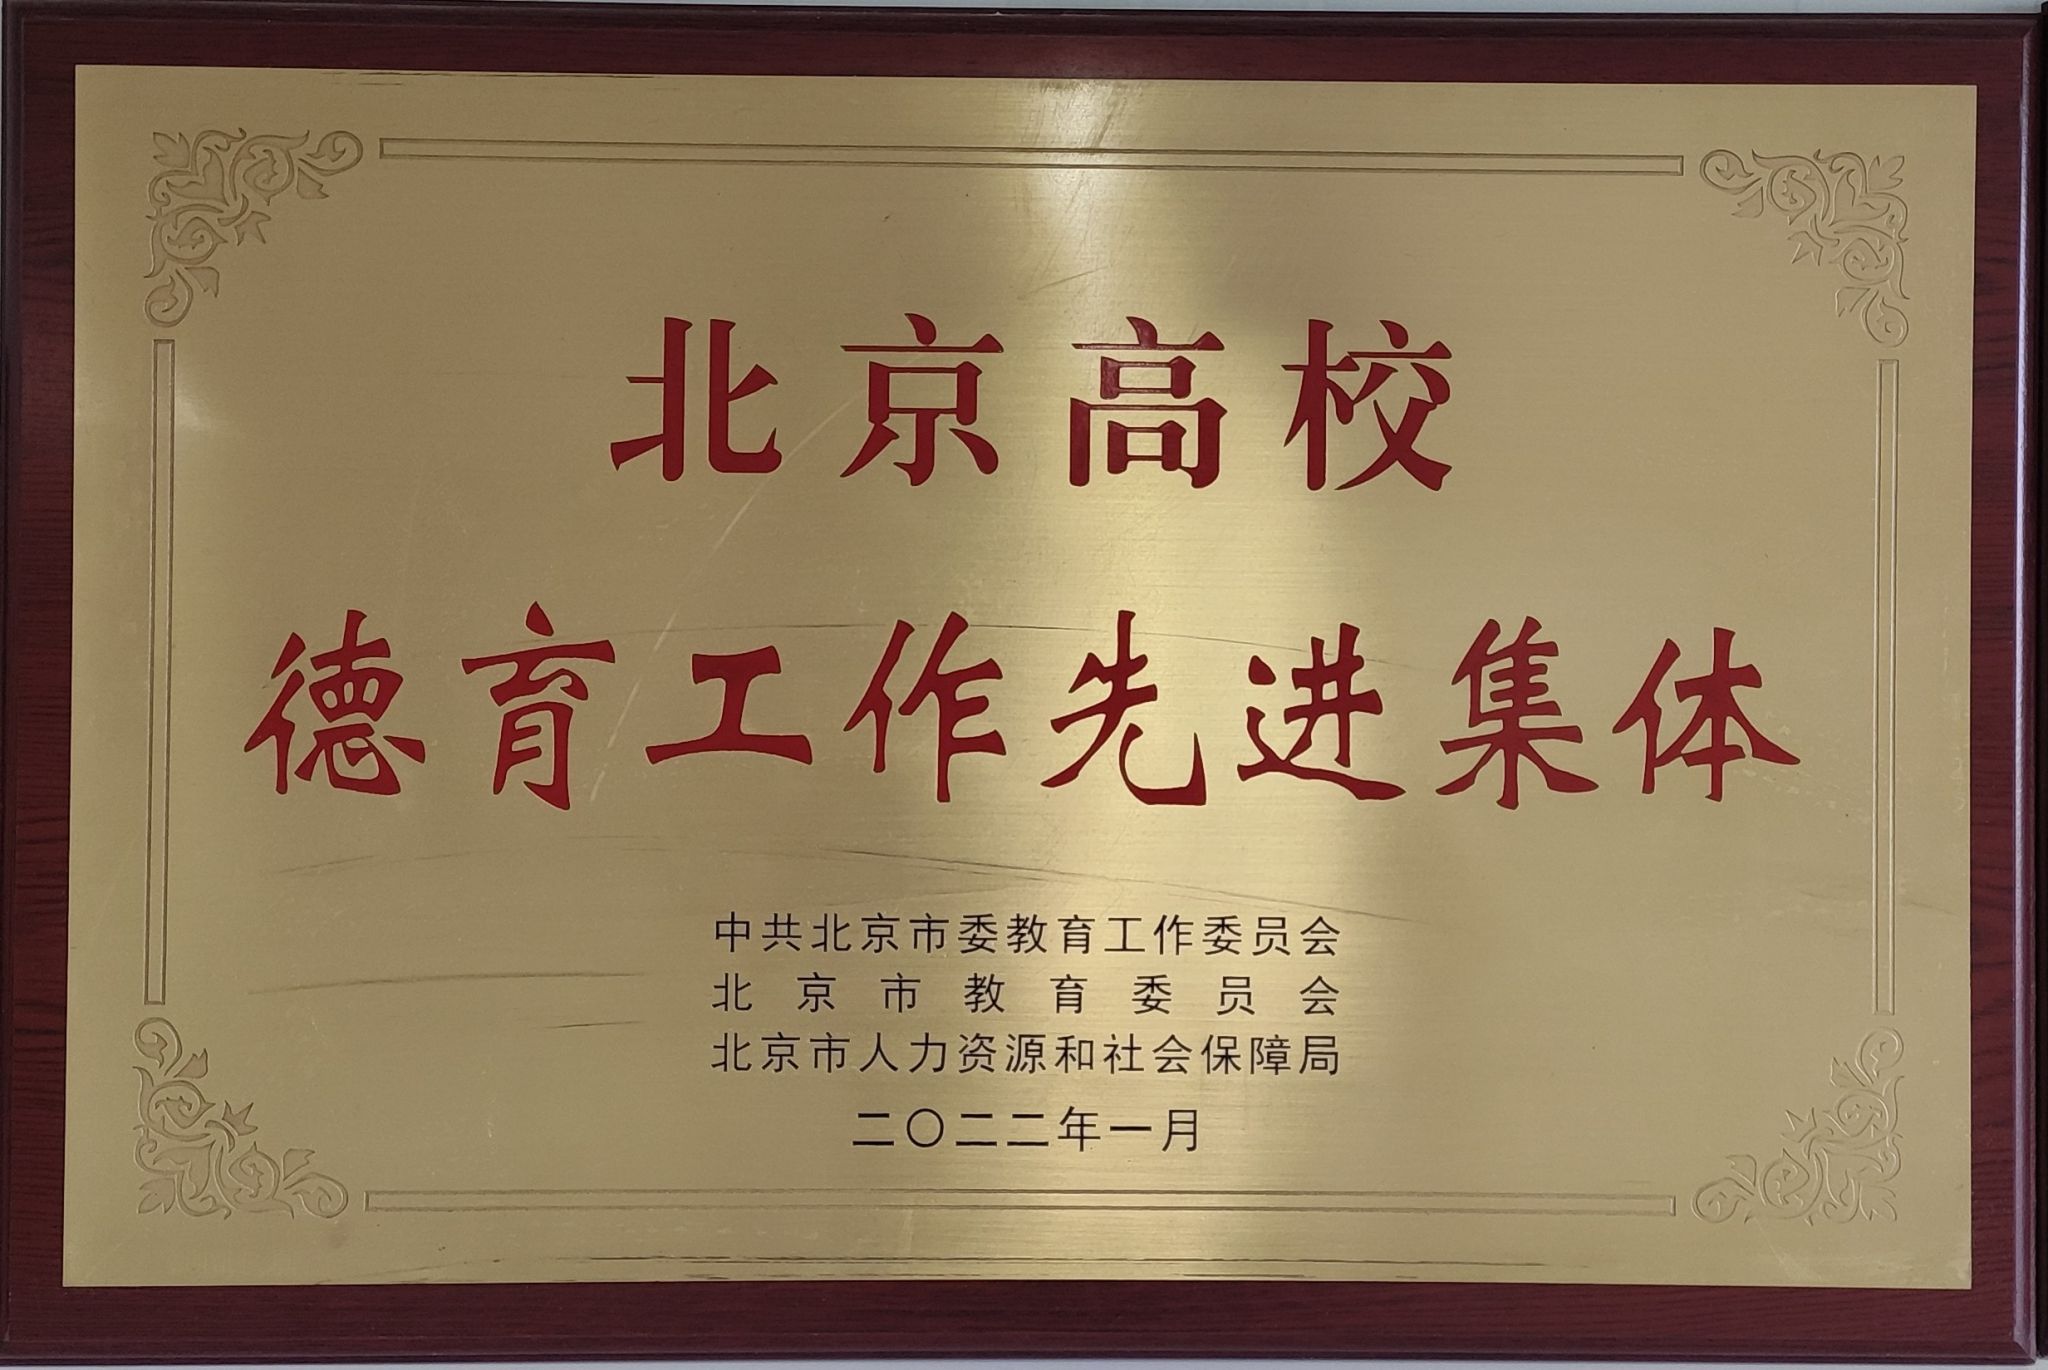 北京高校
德育工作先进集体
中共北京市委教育工作委员会
北京市教育委员会
北京市人力资源和社会保障局
二〇二二年一月